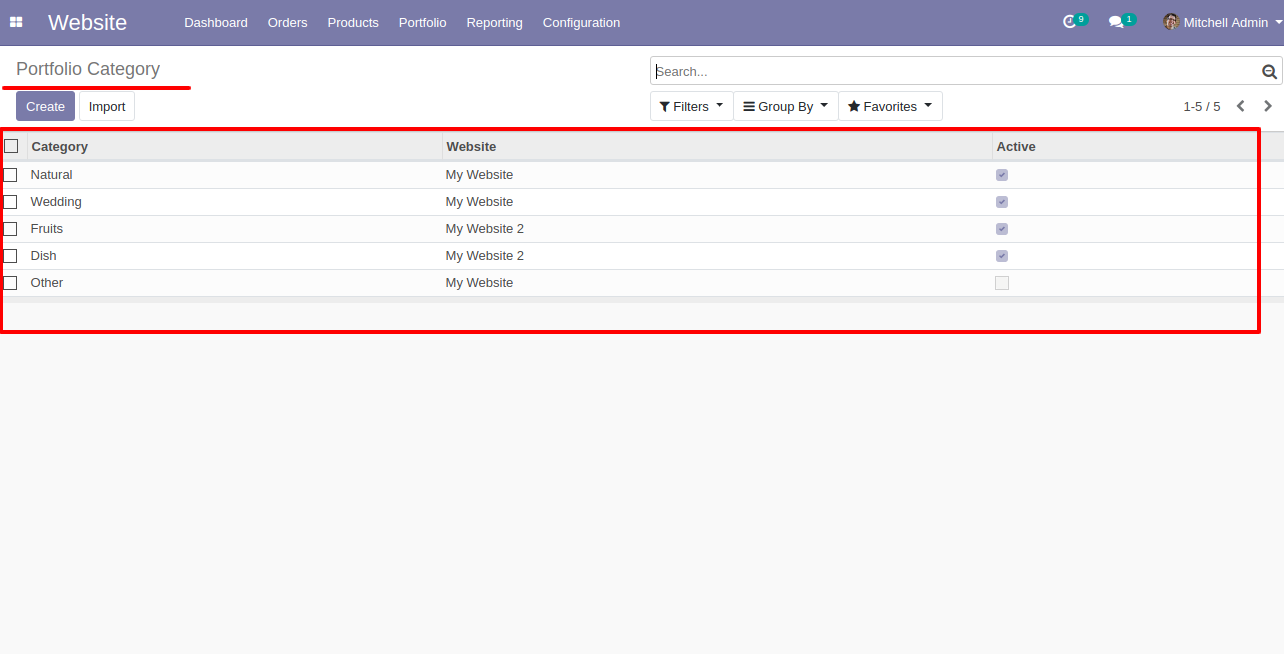 Website Dashboard Orders Products Portfolio Reporting Configuration 9 1 Mitchell Admin
Portfolio Category
Search...
Create Import Filters Group By Favorites 1-5 / 5
Category Website Active
Natural My Website
Wedding My Website
Fruits My Website 2
Dish My Website 2
Other My Website